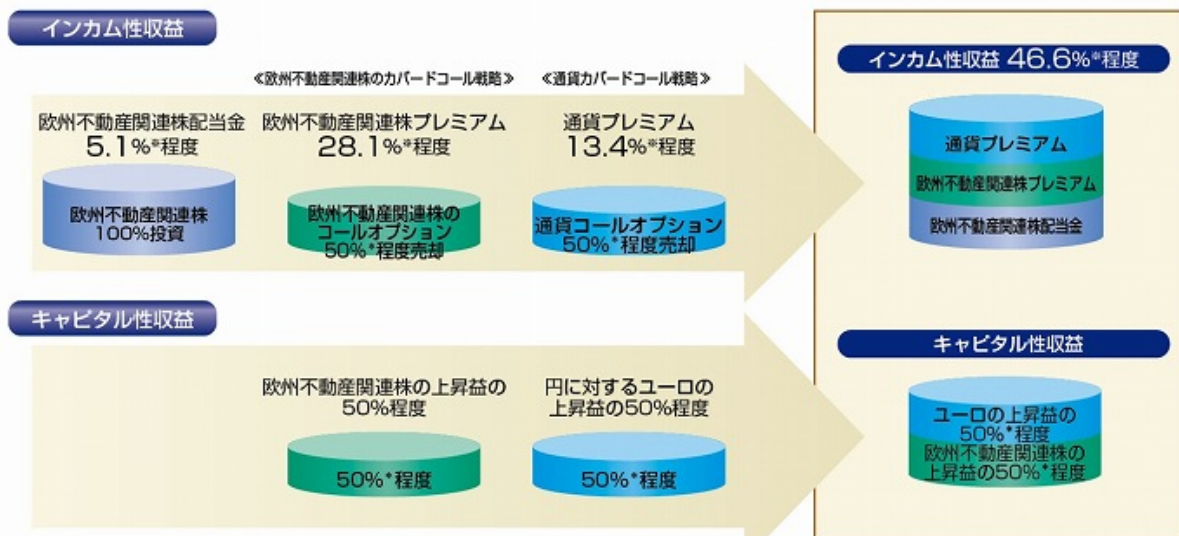 インカム性収益
≪欧州不動産関連株のカバードコール戦略≫
≪通貨カバードコール戦略≫
欧州不動産関連株配当金
5.1%※程度
欧州不動産関連株プレミアム
28.1%※程度
通貨プレミアム
13.4%※程度
欧州不動産関連株
100%投資
欧州不動産関連株の
コールオプション
50%*程度売却
通貨コールオプション
50%*程度売却
インカム性収益 46.6%※程度
通貨プレミアム
欧州不動産関連株プレミアム
欧州不動産関連株配当金
キャピタル性収益
欧州不動産関連株の上昇益の
50%程度
円に対するユーロの
上昇益の50%程度
50%*程度
50%*程度
キャピタル性収益
ユーロの上昇益の
50%*程度
欧州不動産関連株の
上昇益の50%*程度